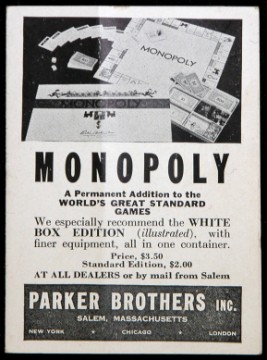 MONOPOLY
MONOPOLY
MONOPOLY
A Permanent Addition to the
WORLD'S GREAT STANDARD
GAMES
We especially recommend the WHITE
BOX EDITION (illustrated), with
finer equipment, all in one container.
Price, $3.50
Standard Edition, $2.00
AT ALL DEALERS or by mail from Salem
PARKER BROTHERS INC.
SALEM, MASSACHUSETTS
NEW YORK • CHICAGO • LONDON